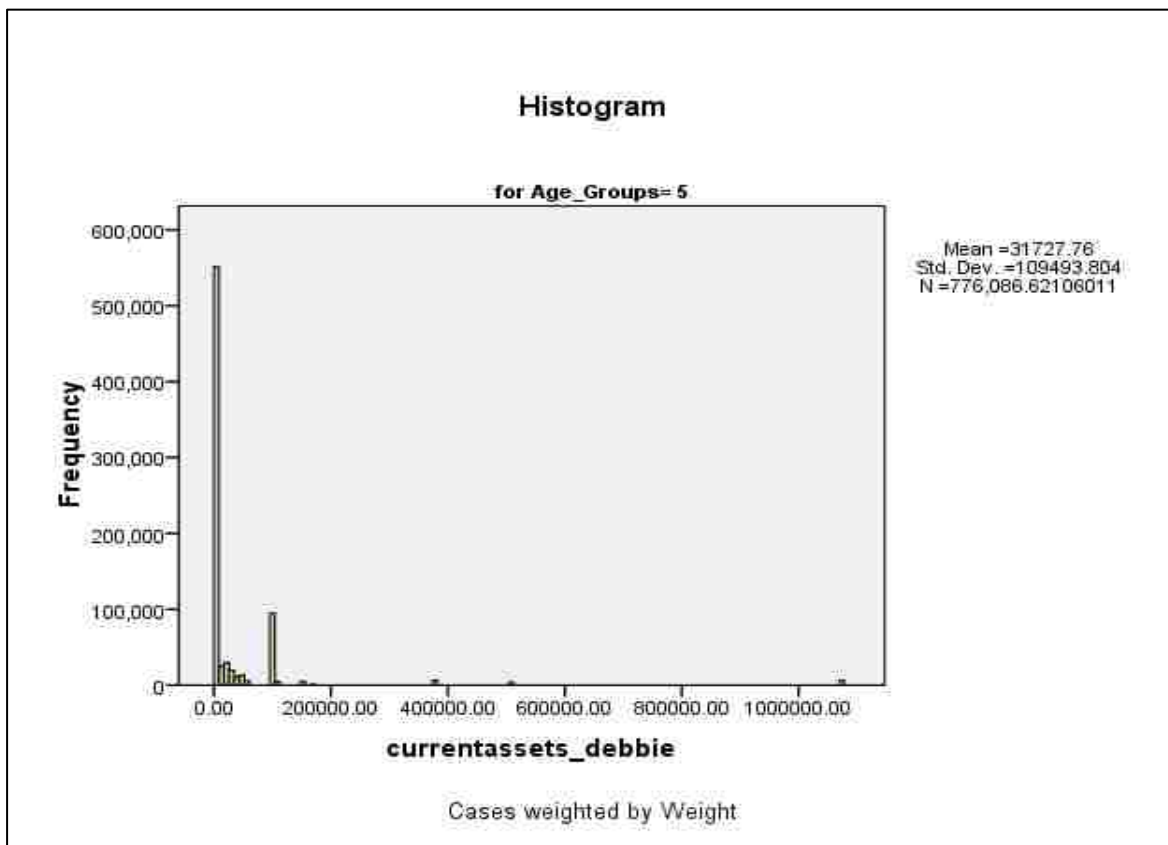 Histogram
for Age_Groups= 5
600,000
500,000
400,000
300,000
200,000
100,000
0
Frequency
Mean =31727.76
Std. Dev. =109493.804
N =776,086.62106011
0.00 200000.00 400000.00 600000.00 800000.00 1000000.00
currentassets_debbie
Cases weighted by Weight